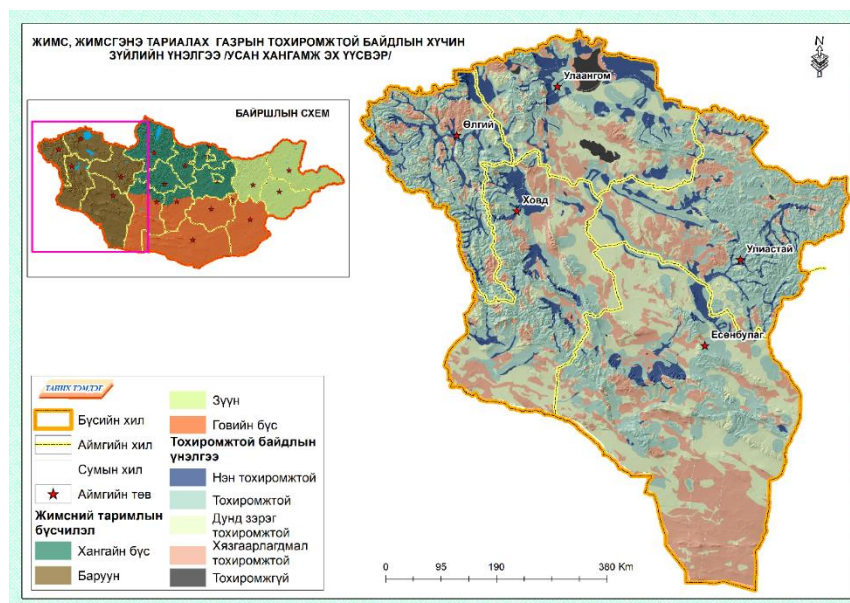 ЖИМС, ЖИМСГЭНЭ ТАРИАЛАХ ГАЗРЫН ТОХИРОМЖТОЙ БАЙДЛЫН ХҮЧИН
ЗҮЙЛИЙН ҮНЭЛГЭЭ /УСАН ХАНГАМЖ ЭХ ҮҮСВЭР/
N
БАЙРШЛЫН СХЕМ
Улаангом
Өлгий
Ховд
Улиастай
Есөнбулаг
ТАНИХ ТЭМДЭГ
Бүсийн хил
Аймгийн хил
Сумын хил
Аймгийн төв
Жимсний таримлын
бүсчилэл
Хангайн бүс
Баруун
Зүүн
Говийн бүс
Тохиромжтой байдлын
үнэлгээ
Нэн тохиромжтой
Тохиромжтой
Дунд зэрэг
тохиромжтой
Хязгаарлагдмал
тохиромжтой
Тохиромжгүй
0 95 190 380 Km